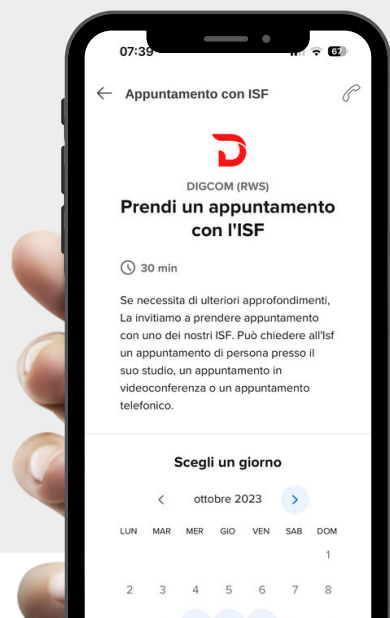 07:39
67
Appuntamento con ISF
DIGCOM (RWS)
Prendi un appuntamento
con l'ISF
30 min
Se necessita di ulteriori approfondimenti,
La invitiamo a prendere appuntamento
con uno dei nostri ISF. Può chiedere all'Isf
un appuntamento di persona presso il
suo studio, un appuntamento in
videoconferenza o un appuntamento
telefonico.
Scegli un giorno
ottobre 2023
LUN MAR MER GIO VEN SAB DOM
1
2 3 4 5 6 7 8